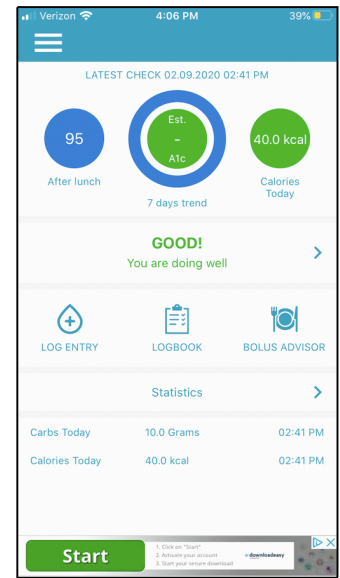 Verizon 4:06 PM 39%
LATEST CHECK 02.09.2020 02:41 PM
95
Est.
-
A1c
40.0 kcal
After lunch
7 days trend
Calories
Today
GOOD!
You are doing well
LOG ENTRY
LOGBOOK
BOLUS ADVISOR
Statistics
Carbs Today 10.0 Grams 02:41 PM
Calories Today 40.0 kcal 02:41 PM
Start
1. Click on "Start"
2. Activate your account
3. Start your secure download
downloadeasy